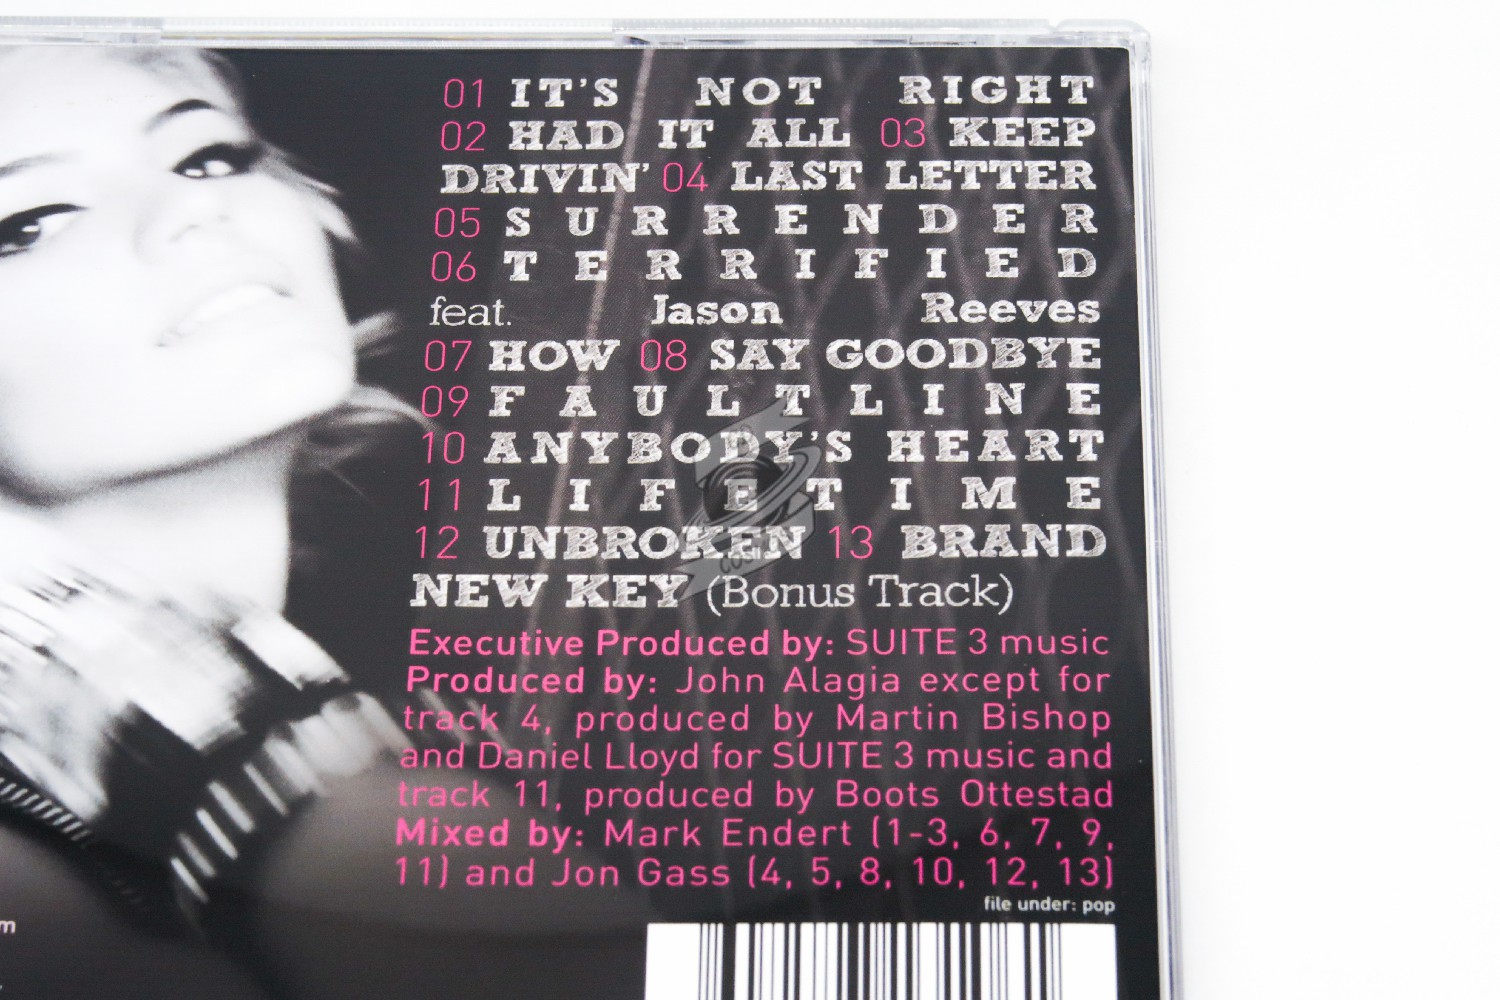 01 IT'S NOT RIGHT
02 HAD IT ALL 03 KEEP
DRIVIN' 04 LAST LETTER
05 SURRENDER
06 TERRIFIED
feat. Jason Reeves
07 HOW 08 SAY GOODBYE
09 FAULTLINE
10 ANYBODY'S HEART
11 LIFETIME
12 UNBROKEN 13 BRAND
NEW KEY (Bonus Track)
Executive Produced by: SUITE 3 music
Produced by: John Alagia except for
track 4, produced by Martin Bishop
and Daniel Lloyd for SUITE 3 music and
track 11, produced by Boots Ottestad
Mixed by: Mark Endert (1-3, 6, 7, 9,
11) and Jon Gass (4, 5, 8, 10, 12, 13)
file under: pop